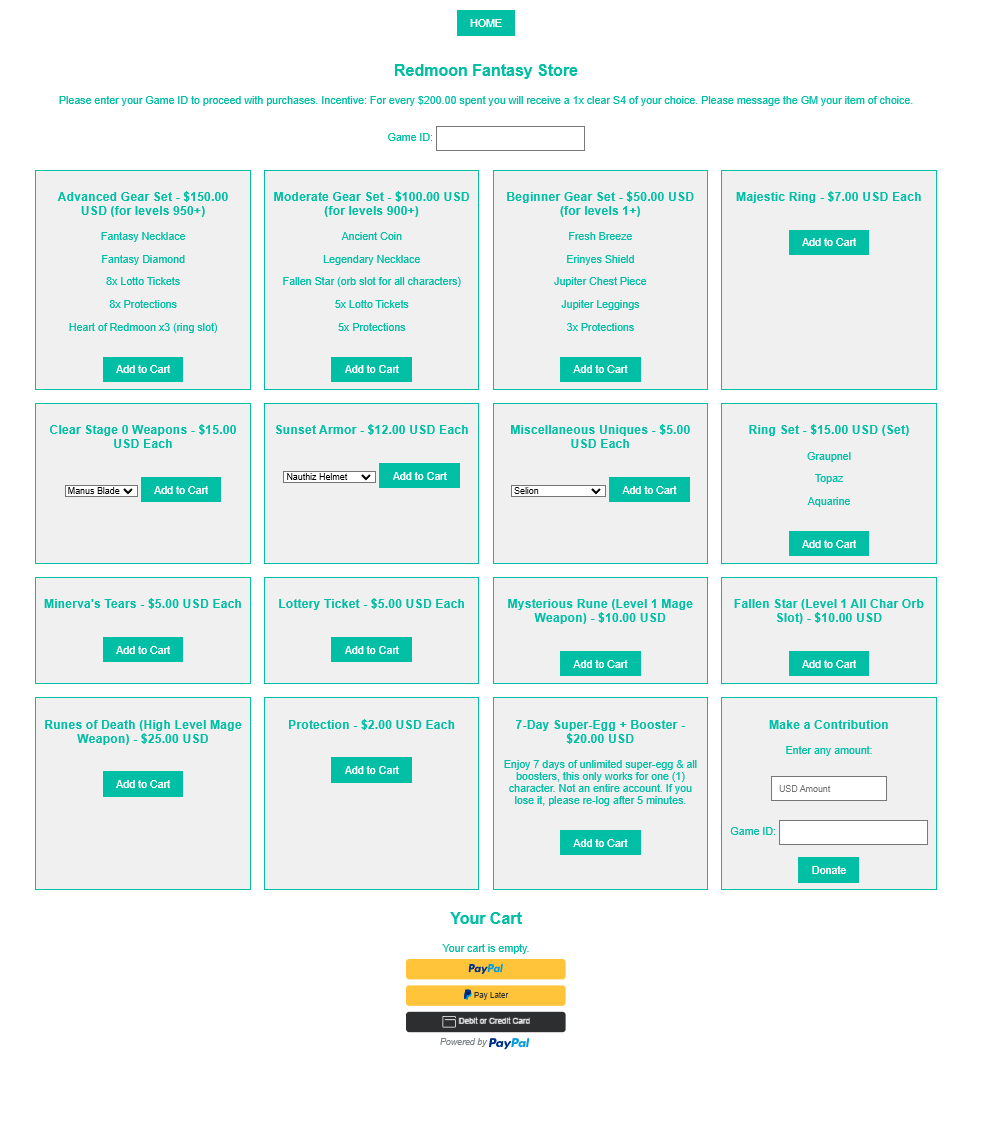 HOME
Redmoon Fantasy Store
Please enter your Game ID to proceed with purchases. Incentive: For every $200.00 spent you will receive a 1x clear S4 of your choice. Please message the GM your item of choice.
Game ID:
Advanced Gear Set - $150.00
USD (for levels 950+)
Fantasy Necklace
Fantasy Diamond
8x Lotto Tickets
8x Protections
Heart of Redmoon x3 (ring slot)
Add to Cart
Moderate Gear Set - $100.00 USD
(for levels 900+)
Ancient Coin
Legendary Necklace
Fallen Star (orb slot for all characters)
5x Lotto Tickets
5x Protections
Add to Cart
Beginner Gear Set - $50.00 USD
(for levels 1+)
Fresh Breeze
Erinyes Shield
Jupiter Chest Piece
Jupiter Leggings
3x Protections
Add to Cart
Majestic Ring - $7.00 USD Each
Add to Cart
Clear Stage 0 Weapons - $15.00
USD Each
Manus Blade Add to Cart
Sunset Armor - $12.00 USD Each
Nauthiz Helmet Add to Cart
Miscellaneous Uniques - $5.00
USD Each
Selion Add to Cart
Ring Set - $15.00 USD (Set)
Graupnel
Topaz
Aquarine
Add to Cart
Minerva's Tears - $5.00 USD Each
Add to Cart
Lottery Ticket - $5.00 USD Each
Add to Cart
Mysterious Rune (Level 1 Mage
Weapon) - $10.00 USD
Add to Cart
Fallen Star (Level 1 All Char Orb
Slot) - $10.00 USD
Add to Cart
Runes of Death (High Level Mage
Weapon) - $25.00 USD
Add to Cart
Protection - $2.00 USD Each
Add to Cart
7-Day Super-Egg + Booster -
$20.00 USD
Enjoy 7 days of unlimited super-egg & all
boosters, this only works for one (1)
character. Not an entire account. If you
lose it, please re-log after 5 minutes.
Add to Cart
Make a Contribution
Enter any amount:
USD Amount
Game ID:
Donate
Your Cart
Your cart is empty.
PayPal
Pay Later
Debit or Credit Card
Powered by PayPal